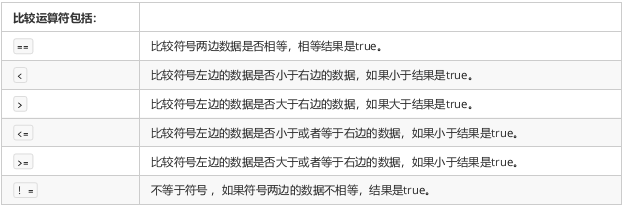 比较运算符包括：
== 比较符号两边数据是否相等，相等结果是true。
< 比较符号左边的数据是否小于右边的数据，如果小于结果是true。
> 比较符号左边的数据是否大于右边的数据，如果大于结果是true。
<= 比较符号左边的数据是否小于或者等于右边的数据，如果小于结果是true。
>= 比较符号左边的数据是否大于或者等于右边的数据，如果小于结果是true。
！= 不等于符号 ，如果符号两边的数据不相等，结果是true。